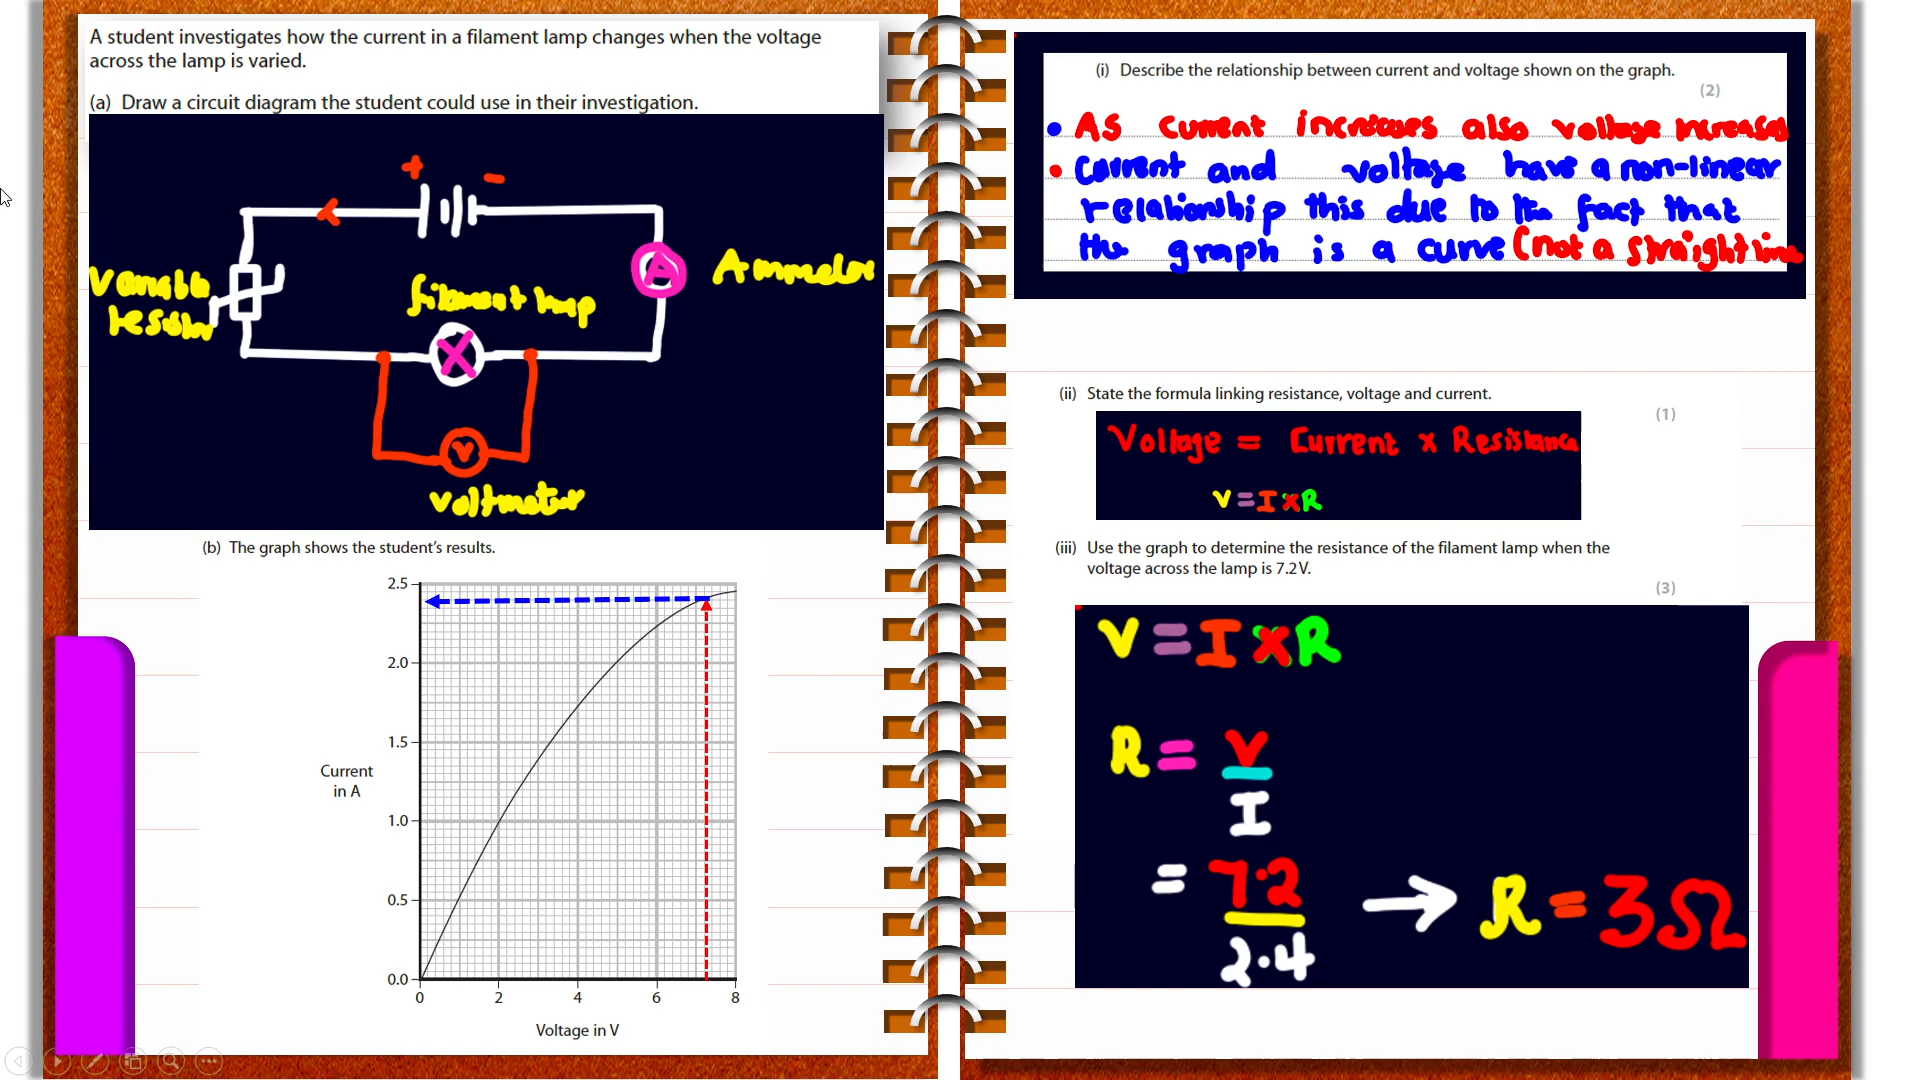 A student investigates how the current in a filament lamp changes when the voltage
across the lamp is varied.
(a) Draw a circuit diagram the student could use in their investigation.
+ -
Variable
resistor
filament lamp
A
Ammeter
X
V
voltmeter
(b) The graph shows the student's results.
2.5
2.0
1.5
Current
in A
1.0
0.5
0.0
0 2 4 6 8
Voltage in V
(i) Describe the relationship between current and voltage shown on the graph.
(2)
• As current increases also voltage increases
• Current and voltage have a non-linear
relationship this due to the fact that
the graph is a curve (not a straight line
(ii) State the formula linking resistance, voltage and current.
(1)
Voltage = Current x Resistance
V = I x R
(iii) Use the graph to determine the resistance of the filament lamp when the
voltage across the lamp is 7.2V.
(3)
V = I x R
R = V
I
= 7.2 → R = 3Ω
2.4